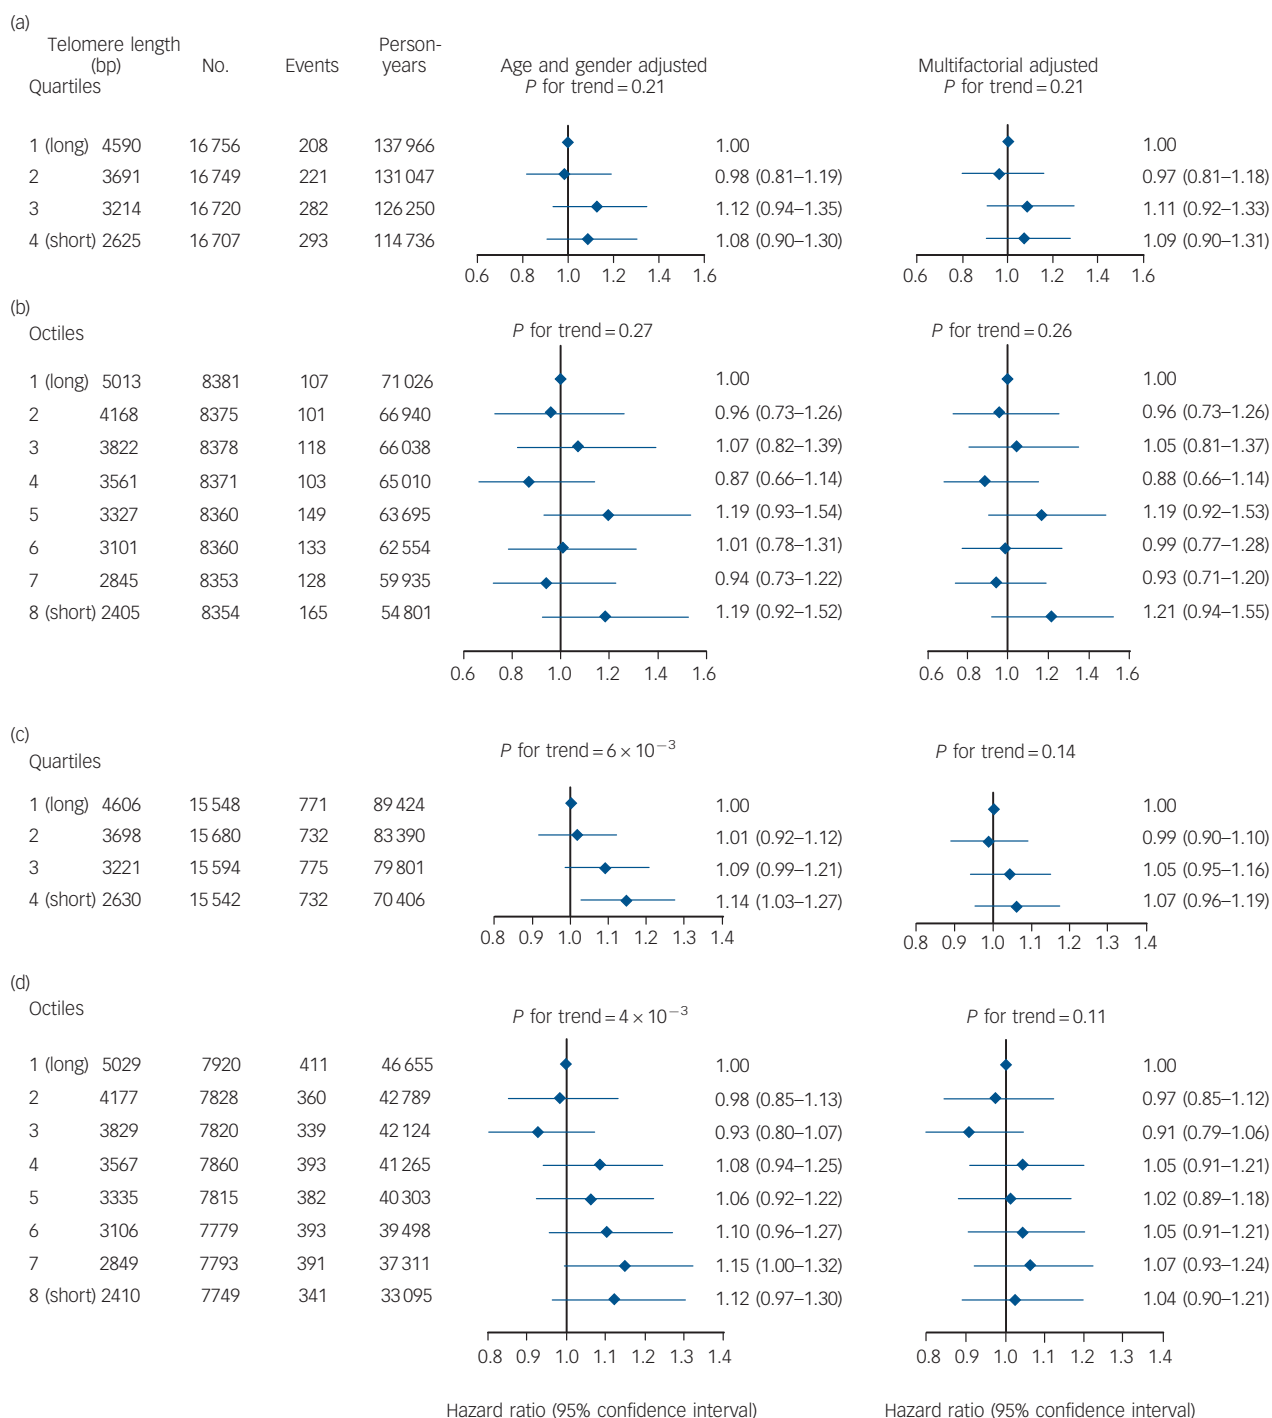 (a)
Telomere length (bp) No. Events Person-years Age and gender adjusted Multifactorial adjusted
Quartiles P for trend = 0.21 P for trend = 0.21
1 (long) 4590 16 756 208 137 966 1.00 1.00
2 3691 16 749 221 131 047 0.98 (0.81–1.19) 0.97 (0.81–1.18)
3 3214 16 720 282 126 250 1.12 (0.94–1.35) 1.11 (0.92–1.33)
4 (short) 2625 16 707 293 114 736 1.08 (0.90–1.30) 1.09 (0.90–1.31)
0.6 0.8 1.0 1.2 1.4 1.6 0.6 0.8 1.0 1.2 1.4 1.6
(b)
Octiles P for trend = 0.27 P for trend = 0.26
1 (long) 5013 8381 107 71 026 1.00 1.00
2 4168 8375 101 66 940 0.96 (0.73–1.26) 0.96 (0.73–1.26)
3 3822 8378 118 66 038 1.07 (0.82–1.39) 1.05 (0.81–1.37)
4 3561 8371 103 65 010 0.87 (0.66–1.14) 0.88 (0.66–1.14)
5 3327 8360 149 63 695 1.19 (0.93–1.54) 1.19 (0.92–1.53)
6 3101 8360 133 62 554 1.01 (0.78–1.31) 0.99 (0.77–1.28)
7 2845 8353 128 59 935 0.94 (0.73–1.22) 0.93 (0.71–1.20)
8 (short) 2405 8354 165 54 801 1.19 (0.92–1.52) 1.21 (0.94–1.55)
0.6 0.8 1.0 1.2 1.4 1.6 0.6 0.8 1.0 1.2 1.4 1.6
(c)
Quartiles P for trend = 6 × 10⁻³ P for trend = 0.14
1 (long) 4606 15 548 771 89 424 1.00 1.00
2 3698 15 680 732 83 390 1.01 (0.92–1.12) 0.99 (0.90–1.10)
3 3221 15 594 775 79 801 1.09 (0.99–1.21) 1.05 (0.95–1.16)
4 (short) 2630 15 542 732 70 406 1.14 (1.03–1.27) 1.07 (0.96–1.19)
0.8 0.9 1.0 1.1 1.2 1.3 1.4 0.8 0.9 1.0 1.1 1.2 1.3 1.4
(d)
Octiles P for trend = 4 × 10⁻³ P for trend = 0.11
1 (long) 5029 7920 411 46 655 1.00 1.00
2 4177 7828 360 42 789 0.98 (0.85–1.13) 0.97 (0.85–1.12)
3 3829 7820 339 42 124 0.93 (0.80–1.07) 0.91 (0.79–1.06)
4 3567 7860 393 41 265 1.08 (0.94–1.25) 1.05 (0.91–1.21)
5 3335 7815 382 40 303 1.06 (0.92–1.22) 1.02 (0.89–1.18)
6 3106 7779 393 39 498 1.10 (0.96–1.27) 1.05 (0.91–1.21)
7 2849 7793 391 37 311 1.15 (1.00–1.32) 1.07 (0.93–1.24)
8 (short) 2410 7749 341 33 095 1.12 (0.97–1.30) 1.04 (0.90–1.21)
0.8 0.9 1.0 1.1 1.2 1.3 1.4 0.8 0.9 1.0 1.1 1.2 1.3 1.4
Hazard ratio (95% confidence interval) Hazard ratio (95% confidence interval)